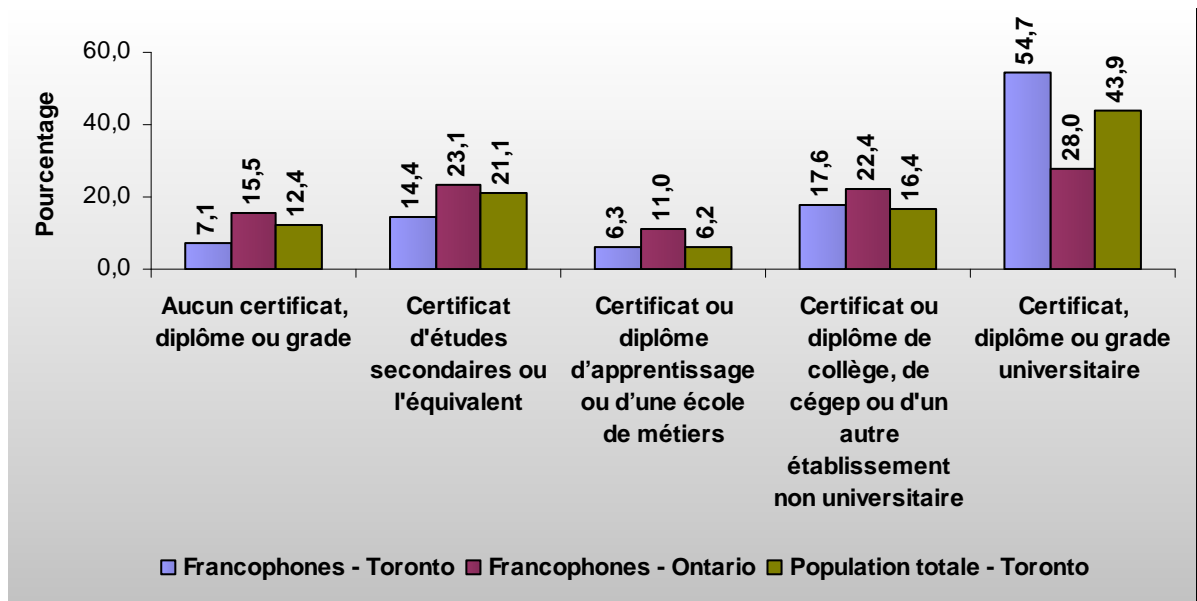 Pourcentage
60,0
40,0
20,0
0,0
7,1
15,5
12,4
14,4
23,1
21,1
6,3
11,0
6,2
17,6
22,4
16,4
54,7
28,0
43,9
Aucun certificat,
diplôme ou grade
Certificat
d'études
secondaires ou
l'équivalent
Certificat ou
diplôme
d’apprentissage
ou d’une école
de métiers
Certificat ou
diplôme de
collège, de
cégep ou d'un
autre
établissement
non universitaire
Certificat,
diplôme ou grade
universitaire
Francophones - Toronto
Francophones - Ontario
Population totale - Toronto